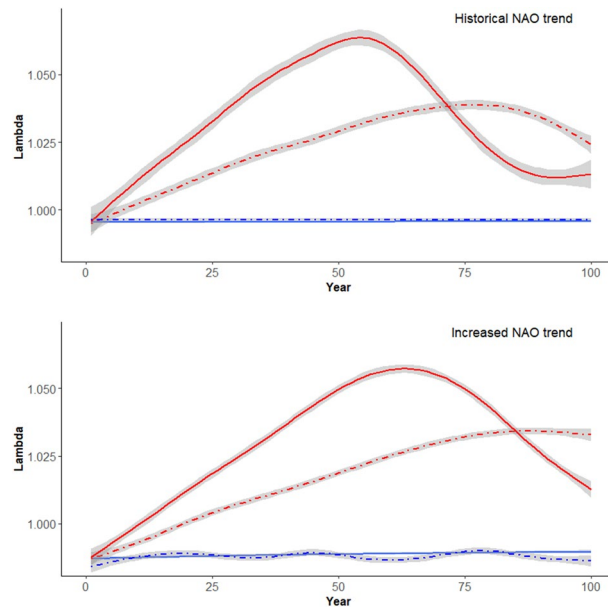 Historical NAO trend
1.050
1.025
1.000
Lambda
0 25 50 75 100
Year
Increased NAO trend
1.050
1.025
1.000
Lambda
0 25 50 75 100
Year